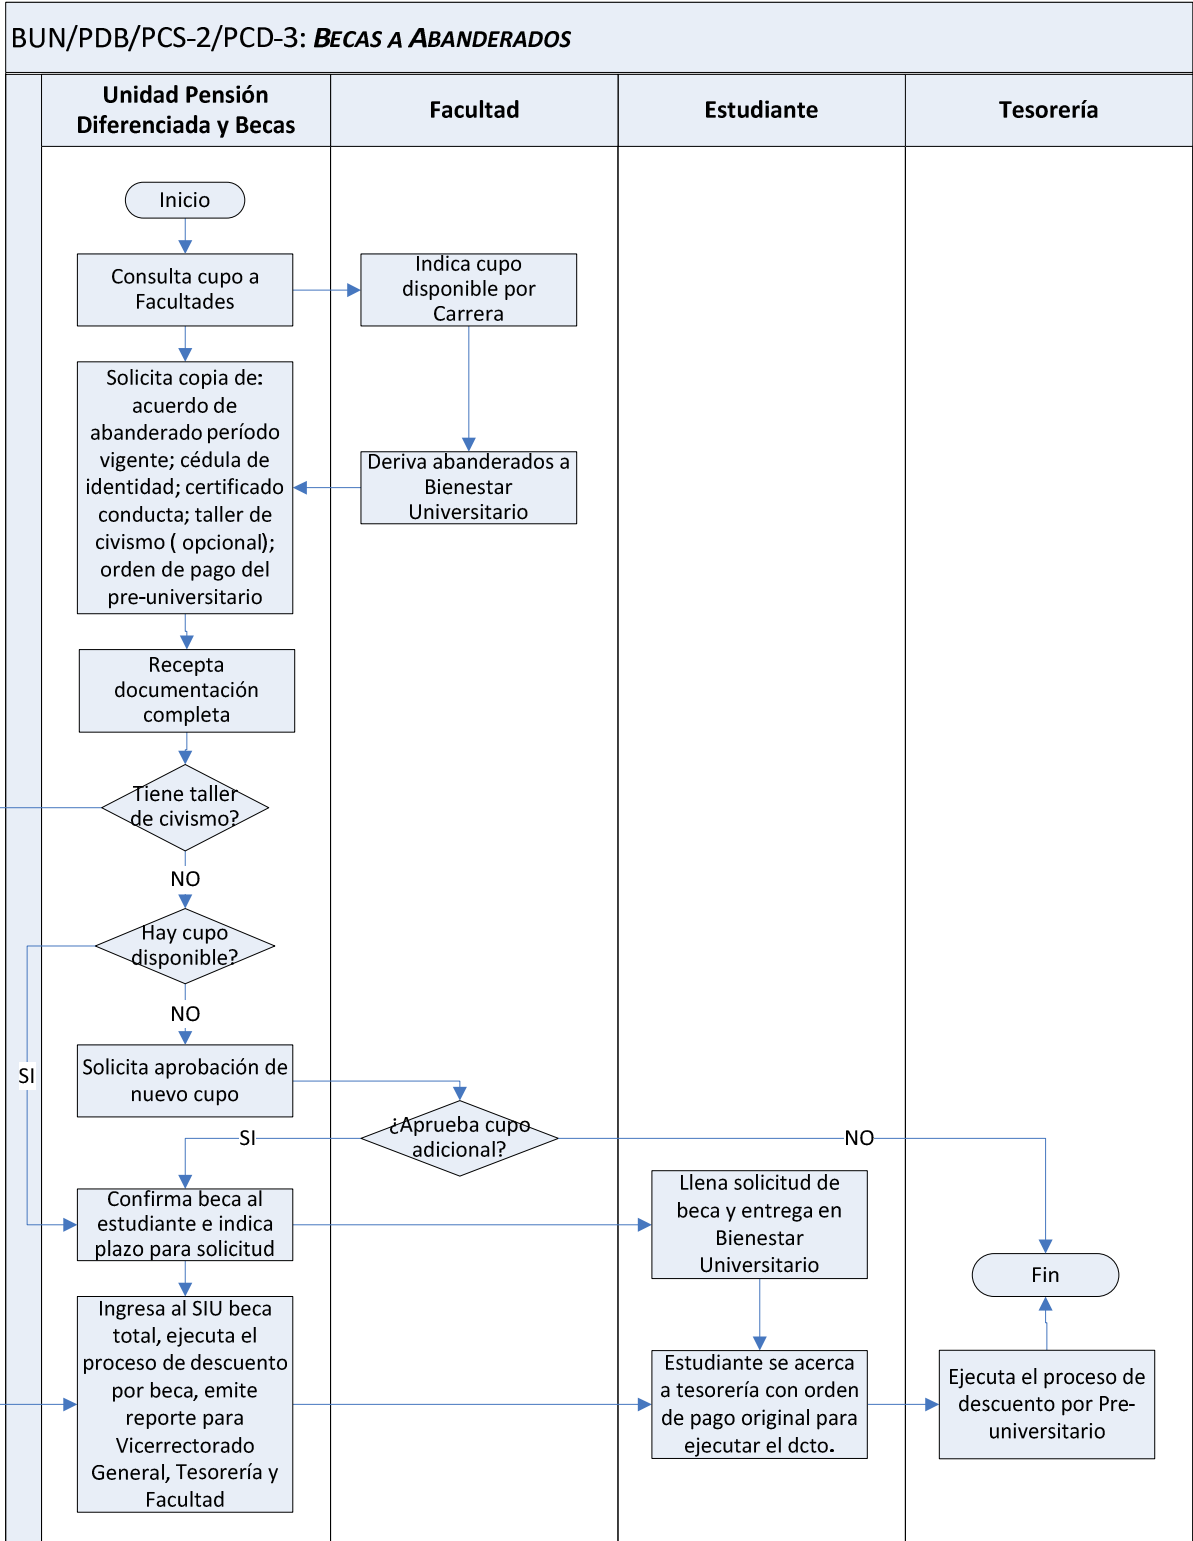 BUN/PDB/PCS-2/PCD-3: BECAS A ABANDERADOS
Unidad Pensión
Diferenciada y Becas
Facultad
Estudiante
Tesorería
Inicio
Consulta cupo a
Facultades
Indica cupo
disponible por
Carrera
Solicita copia de:
acuerdo de
abanderado período
vigente; cédula de
identidad; certificado
conducta; taller de
civismo ( opcional);
orden de pago del
pre-universitario
Deriva abanderados a
Bienestar
Universitario
Recepta
documentación
completa
Tiene taller
de civismo?
NO
Hay cupo
disponible?
NO
SI
Solicita aprobación de
nuevo cupo
¿Aprueba cupo
adicional?
SI
NO
Confirma beca al
estudiante e indica
plazo para solicitud
Llena solicitud de
beca y entrega en
Bienestar
Universitario
Fin
Ingresa al SIU beca
total, ejecuta el
proceso de descuento
por beca, emite
reporte para
Vicerrectorado
General, Tesorería y
Facultad
Estudiante se acerca
a tesorería con orden
de pago original para
ejecutar el dcto.
Ejecuta el proceso de
descuento por Pre-
universitario